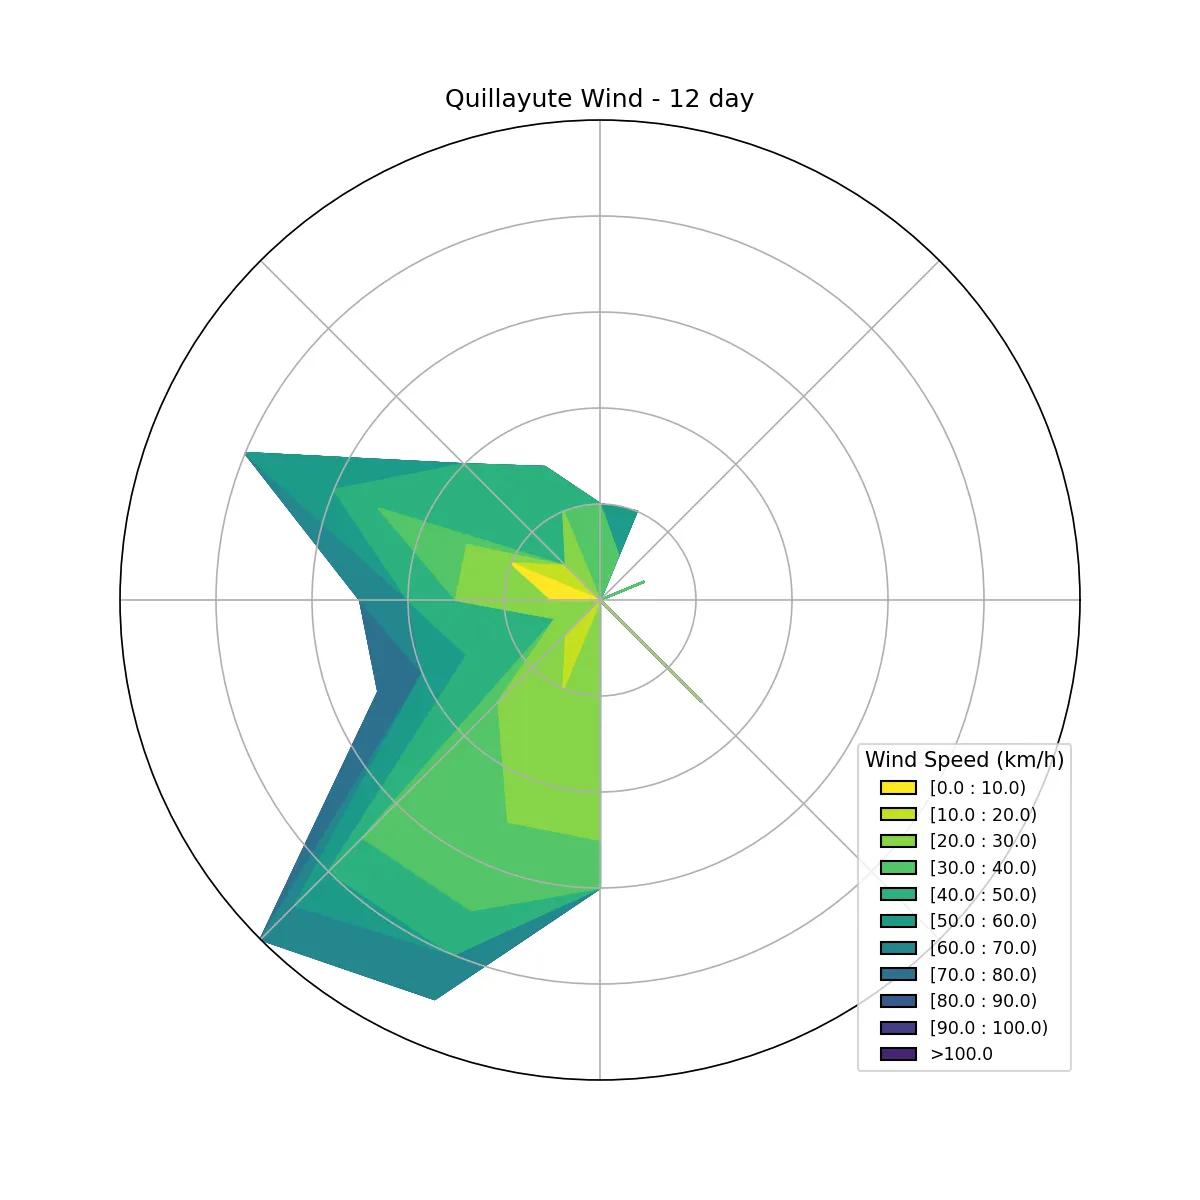 Quillayute Wind - 12 day
Wind Speed (km/h)
[0.0 : 10.0)
[10.0 : 20.0)
[20.0 : 30.0)
[30.0 : 40.0)
[40.0 : 50.0)
[50.0 : 60.0)
[60.0 : 70.0)
[70.0 : 80.0)
[80.0 : 90.0)
[90.0 : 100.0)
>100.0